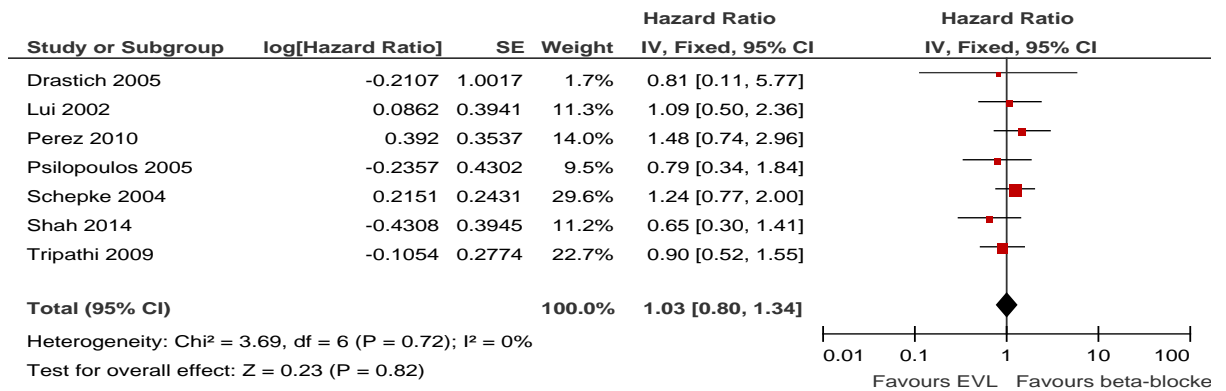 Hazard Ratio Hazard Ratio
Study or Subgroup log[Hazard Ratio] SE Weight IV, Fixed, 95% CI IV, Fixed, 95% CI
Drastich 2005 -0.2107 1.0017 1.7% 0.81 [0.11, 5.77]
Lui 2002 0.0862 0.3941 11.3% 1.09 [0.50, 2.36]
Perez 2010 0.392 0.3537 14.0% 1.48 [0.74, 2.96]
Psilopoulos 2005 -0.2357 0.4302 9.5% 0.79 [0.34, 1.84]
Schepke 2004 0.2151 0.2431 29.6% 1.24 [0.77, 2.00]
Shah 2014 -0.4308 0.3945 11.2% 0.65 [0.30, 1.41]
Tripathi 2009 -0.1054 0.2774 22.7% 0.90 [0.52, 1.55]
Total (95% CI) 100.0% 1.03 [0.80, 1.34]
Heterogeneity: Chi² = 3.69, df = 6 (P = 0.72); I² = 0%
Test for overall effect: Z = 0.23 (P = 0.82)
0.01 0.1 1 10 100
Favours EVL Favours beta-blocke